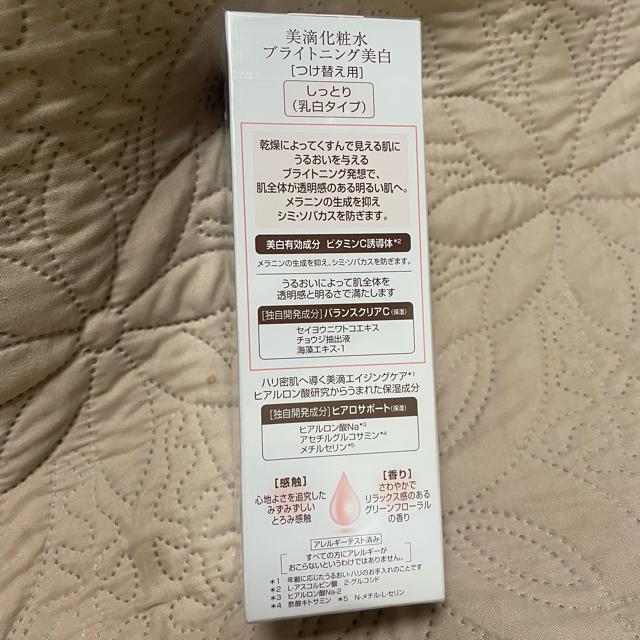 美滴化粧水
ブライトニング美白
[つけ替え用]
しっとり
(乳白タイプ)
乾燥によってくすんで見える肌に
うるおいを与える
ブライトニング発想で、
肌全体が透明感のある明るい肌へ。
メラニンの生成を抑え
シミ・ソバカスを防ぎます。
美白有効成分 ビタミンC誘導体*2
メラニンの生成を抑え、シミ・ソバカスを防ぎます。
うるおいによって肌全体を
透明感と明るさで満たします
[独自開発成分]バランスクリアC(保湿)
セイヨウニワトコエキス
チョウジ抽出液
海藻エキス-1
ハリ密肌へ導く美滴エイジングケア*1
ヒアルロン酸研究からうまれた保湿成分
[独自開発成分]ヒアロサポート(保湿)
ヒアルロン酸Na*3
アセチルグルコサミン*4
メチルセリン*5
[感触]
心地よさを追究した
みずみずしい
とろみ感触
[香り]
さわやかで
リラックス感のある
グリーンフローラル
の香り
アレルギーテスト済み
すべての方にアレルギーが
おこらないというわけではありません。
*1 年齢に応じたうるおい・ハリのお手入れのことです
*2 L-アスコルビン酸 2-グルコシド
*3 ヒアルロン酸Na-2
*4 酢酸キトサミン *5 N-メチル-L-セリン